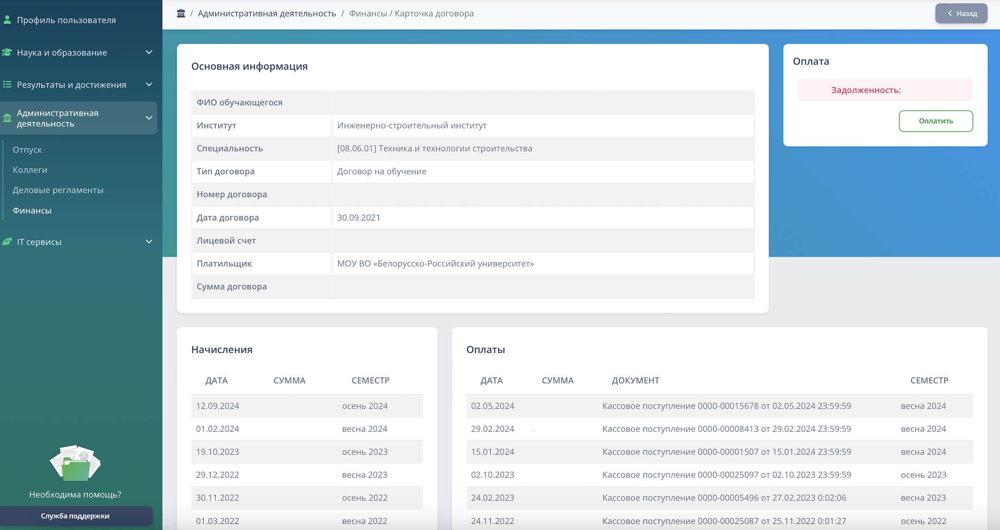 Профиль пользователя
Наука и образование
Результаты и достижения
Административная
деятельность
Отпуск
Коллеги
Деловые регламенты
Финансы
IT сервисы
Необходима помощь?
Служба поддержки
/ Административная деятельность / Финансы / Карточка договора
Назад
Основная информация
ФИО обучающегося
Институт Инженерно-строительный институт
Специальность [08.06.01] Техника и технологии строительства
Тип договора Договор на обучение
Номер договора
Дата договора 30.09.2021
Лицевой счет
Платильщик МОУ ВО «Белорусско-Российский университет»
Сумма договора
Оплата
Задолженность:
Оплатить
Начисления
ДАТА СУММА СЕМЕСТР
12.09.2024 осень 2024
01.02.2024 весна 2024
19.10.2023 осень 2023
29.12.2022 весна 2023
30.11.2022 осень 2022
01.03.2022 весна 2022
Оплаты
ДАТА СУММА ДОКУМЕНТ СЕМЕСТР
02.05.2024 Кассовое поступление 0000-00015678 от 02.05.2024 23:59:59 весна 2024
29.02.2024 Кассовое поступление 0000-00008413 от 29.02.2024 23:59:59 весна 2024
15.01.2024 Кассовое поступление 0000-00001507 от 15.01.2024 23:59:59 весна 2024
02.10.2023 Кассовое поступление 0000-00025097 от 02.10.2023 23:59:59 осень 2023
24.02.2023 Кассовое поступление 0000-00005496 от 27.02.2023 0:02:06 весна 2023
24.11.2022 Кассовое поступление 0000-00025087 от 25.11.2022 0:01:27 осень 2022